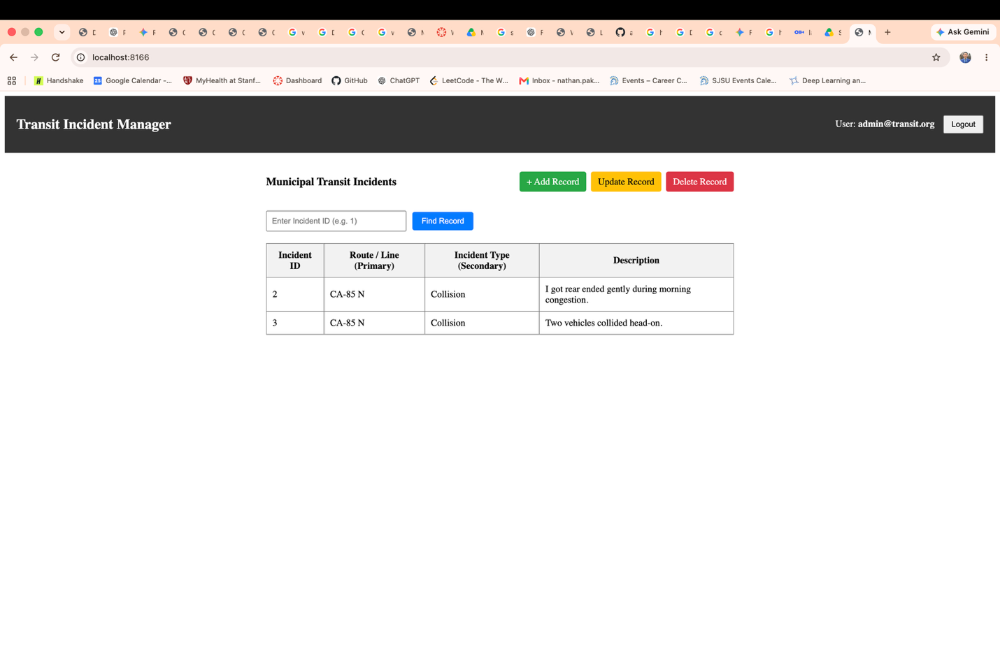 Ask Gemini
localhost:8166
Handshake
Google Calendar -...
MyHealth at Stanf...
Dashboard
GitHub
ChatGPT
LeetCode - The W...
Inbox - nathan.pak...
Events – Career C...
SJSU Events Cale...
Deep Learning an...
Transit Incident Manager
User: admin@transit.org
Logout
Municipal Transit Incidents
+ Add Record
Update Record
Delete Record
Enter Incident ID (e.g. 1)
Find Record
Incident ID
Route / Line (Primary)
Incident Type (Secondary)
Description
2
CA-85 N
Collision
I got rear ended gently during morning
congestion.
3
CA-85 N
Collision
Two vehicles collided head-on.